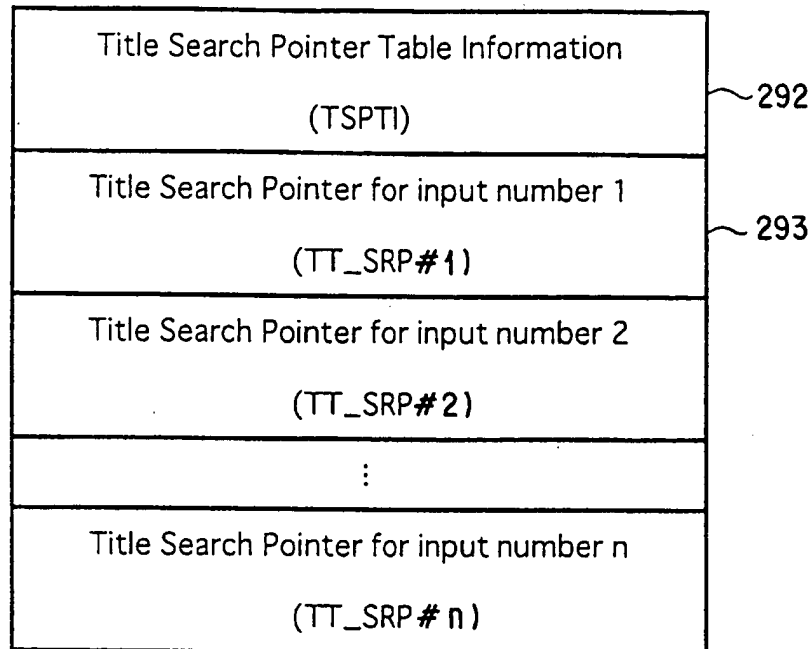 Title Search Pointer Table Information
(TSPTI)
292
Title Search Pointer for input number 1
(TT_SRP#1)
293
Title Search Pointer for input number 2
(TT_SRP#2)
⋮
Title Search Pointer for input number n
(TT_SRP#n)